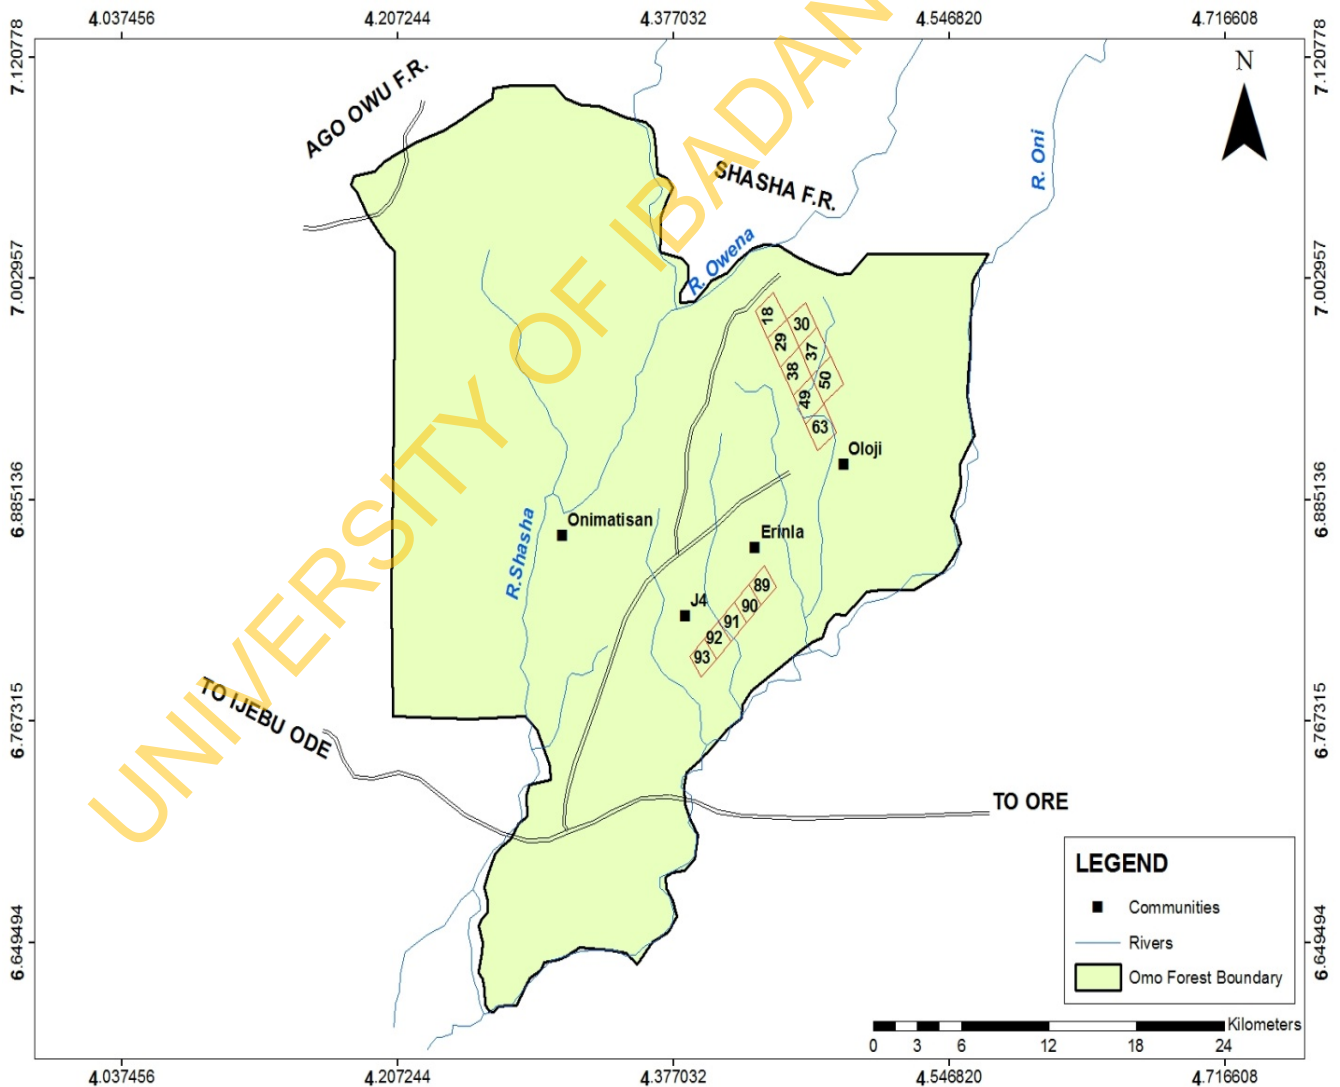 4.037456 4.207244 4.377032 4.546820 4.716608
7.120778
7.120778
N
AGO OWU F.R.
SHASHA F.R.
R. Oni
R. Owena
7.002957
7.002957
18
30
29
37
38
50
49
63
Oloji
6.885136
6.885136
Onimatisan
Erinla
R.Shasha
89
J4
90
91
92
93
TO IJEBU ODE
6.767315
6.767315
TO ORE
UNIVERSITY OF IBADAN
LEGEND
Communities
Rivers
Omo Forest Boundary
6.649494
6.649494
Kilometers
0 3 6 12 18 24
4.037456 4.207244 4.377032 4.546820 4.716608